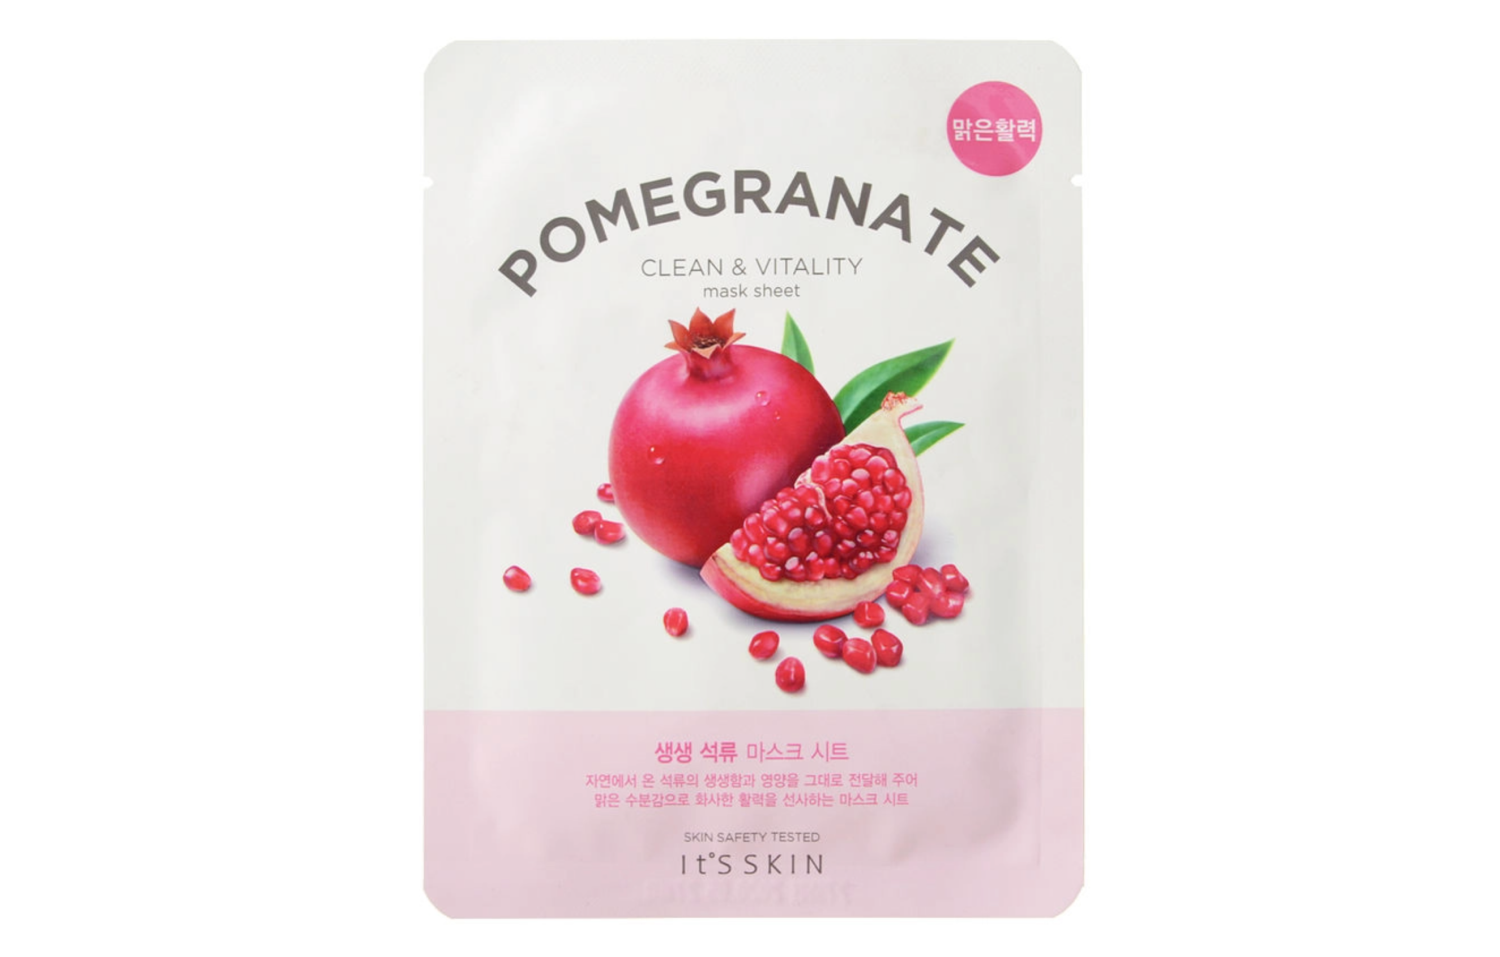 맑은활력
POMEGRANATE
CLEAN & VITALITY
mask sheet
생생 석류 마스크 시트
자연에서 온 석류의 생생함과 영양을 그대로 전달해 주어
맑은 수분감으로 화사한 활력을 선사하는 마스크 시트
SKIN SAFETY TESTED
It°S SKIN